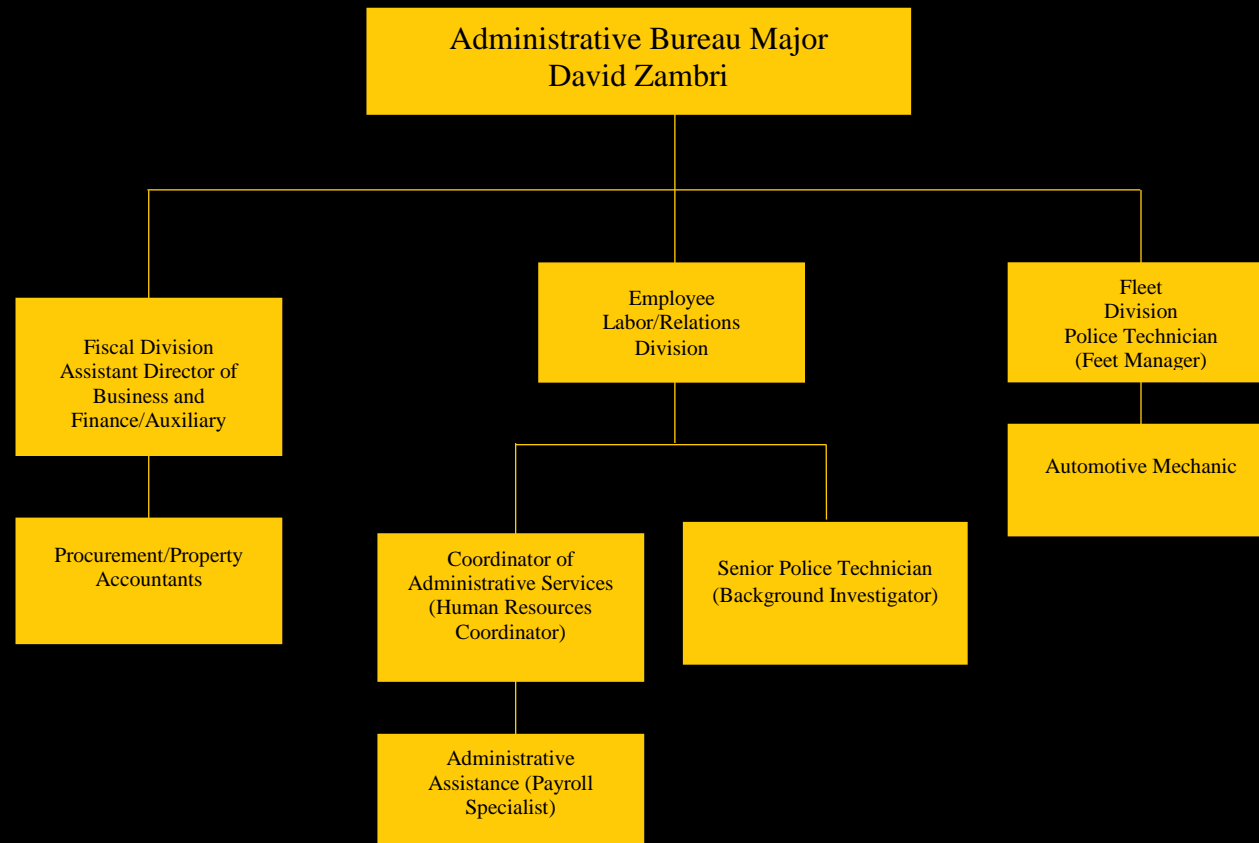 Administrative Bureau Major
David Zambri
Fiscal Division
Assistant Director of
Business and
Finance/Auxiliary
Procurement/Property
Accountants
Employee
Labor/Relations
Division
Coordinator of
Administrative Services
(Human Resources
Coordinator)
Administrative
Assistance (Payroll
Specialist)
Senior Police Technician
(Background Investigator)
Fleet
Division
Police Technician
(Feet Manager)
Automotive Mechanic